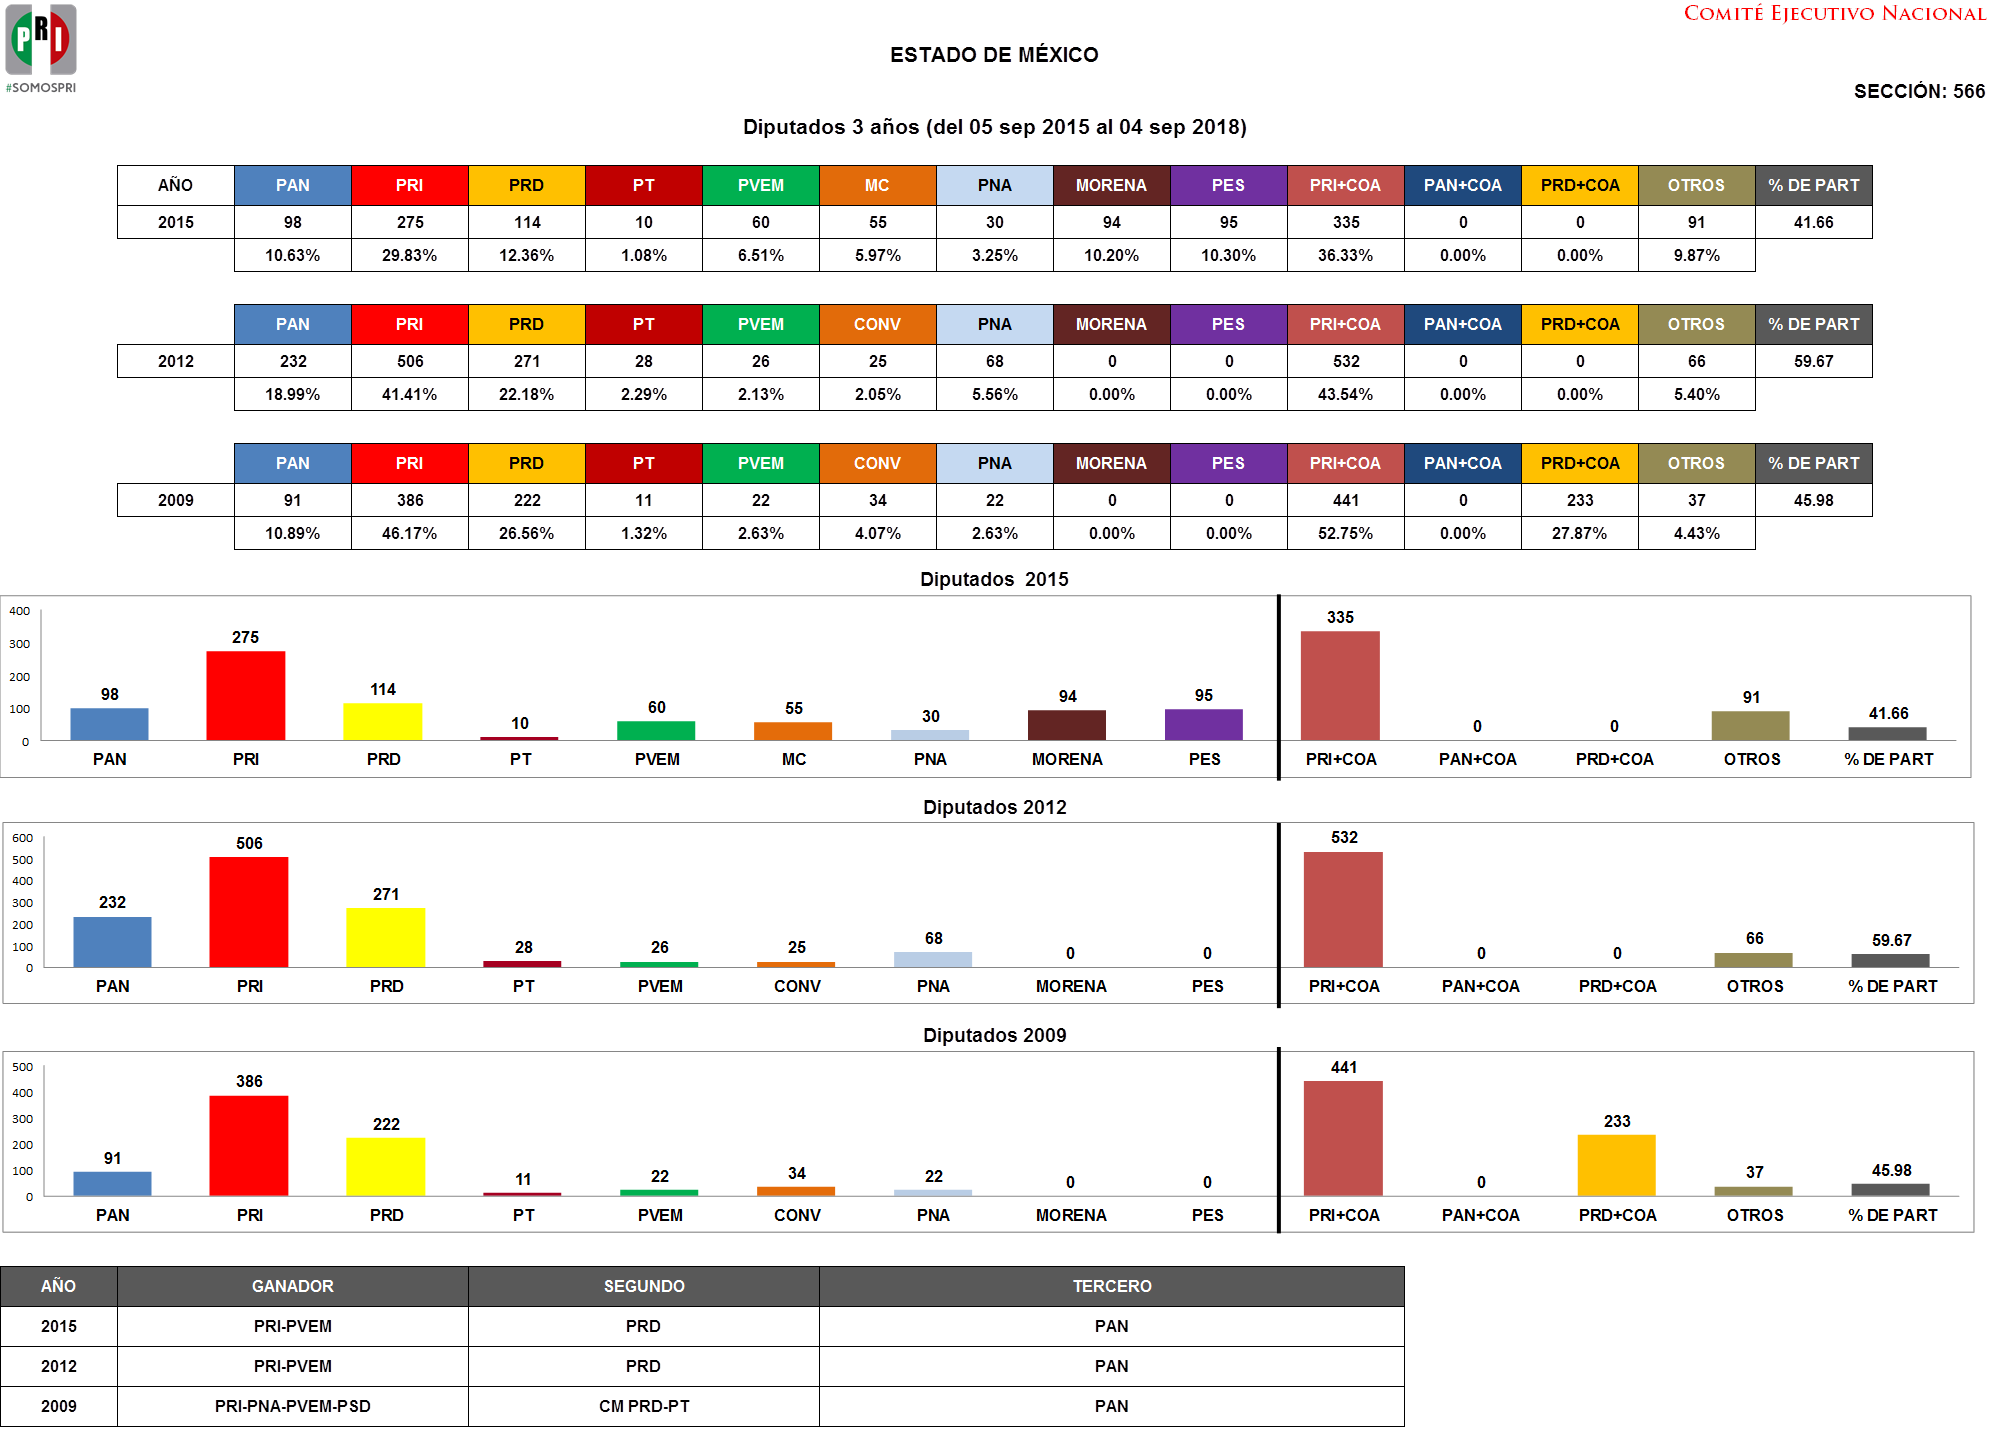 PRI
#SOMOSPRI
COMITÉ EJECUTIVO NACIONAL
ESTADO DE MÉXICO
SECCIÓN: 566
Diputados 3 años (del 05 sep 2015 al 04 sep 2018)
AÑO PAN PRI PRD PT PVEM MC PNA MORENA PES PRI+COA PAN+COA PRD+COA OTROS % DE PART
2015 98 275 114 10 60 55 30 94 95 335 0 0 91 41.66
10.63% 29.83% 12.36% 1.08% 6.51% 5.97% 3.25% 10.20% 10.30% 36.33% 0.00% 0.00% 9.87%
PAN PRI PRD PT PVEM CONV PNA MORENA PES PRI+COA PAN+COA PRD+COA OTROS % DE PART
2012 232 506 271 28 26 25 68 0 0 532 0 0 66 59.67
18.99% 41.41% 22.18% 2.29% 2.13% 2.05% 5.56% 0.00% 0.00% 43.54% 0.00% 0.00% 5.40%
PAN PRI PRD PT PVEM CONV PNA MORENA PES PRI+COA PAN+COA PRD+COA OTROS % DE PART
2009 91 386 222 11 22 34 22 0 0 441 0 233 37 45.98
10.89% 46.17% 26.56% 1.32% 2.63% 4.07% 2.63% 0.00% 0.00% 52.75% 0.00% 27.87% 4.43%
Diputados 2015
400
300
200
100
0
98 275 114 10 60 55 30 94 95 335 0 0 91 41.66
PAN PRI PRD PT PVEM MC PNA MORENA PES PRI+COA PAN+COA PRD+COA OTROS % DE PART
Diputados 2012
600
500
400
300
200
100
0
232 506 271 28 26 25 68 0 0 532 0 0 66 59.67
PAN PRI PRD PT PVEM CONV PNA MORENA PES PRI+COA PAN+COA PRD+COA OTROS % DE PART
Diputados 2009
500
400
300
200
100
0
91 386 222 11 22 34 22 0 0 441 0 233 37 45.98
PAN PRI PRD PT PVEM CONV PNA MORENA PES PRI+COA PAN+COA PRD+COA OTROS % DE PART
AÑO GANADOR SEGUNDO TERCERO
2015 PRI-PVEM PRD PAN
2012 PRI-PVEM PRD PAN
2009 PRI-PNA-PVEM-PSD CM PRD-PT PAN